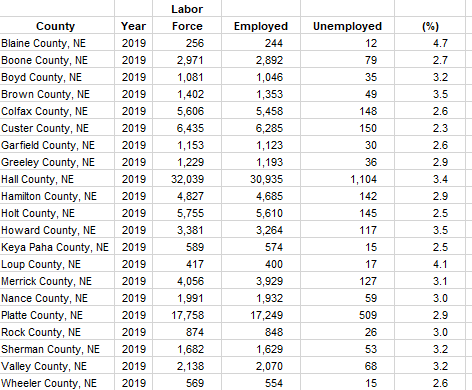 Labor
County Year Force Employed Unemployed (%)
Blaine County, NE 2019 256 244 12 4.7
Boone County, NE 2019 2,971 2,892 79 2.7
Boyd County, NE 2019 1,081 1,046 35 3.2
Brown County, NE 2019 1,402 1,353 49 3.5
Colfax County, NE 2019 5,606 5,458 148 2.6
Custer County, NE 2019 6,435 6,285 150 2.3
Garfield County, NE 2019 1,153 1,123 30 2.6
Greeley County, NE 2019 1,229 1,193 36 2.9
Hall County, NE 2019 32,039 30,935 1,104 3.4
Hamilton County, NE 2019 4,827 4,685 142 2.9
Holt County, NE 2019 5,755 5,610 145 2.5
Howard County, NE 2019 3,381 3,264 117 3.5
Keya Paha County, NE 2019 589 574 15 2.5
Loup County, NE 2019 417 400 17 4.1
Merrick County, NE 2019 4,056 3,929 127 3.1
Nance County, NE 2019 1,991 1,932 59 3.0
Platte County, NE 2019 17,758 17,249 509 2.9
Rock County, NE 2019 874 848 26 3.0
Sherman County, NE 2019 1,682 1,629 53 3.2
Valley County, NE 2019 2,138 2,070 68 3.2
Wheeler County, NE 2019 569 554 15 2.6